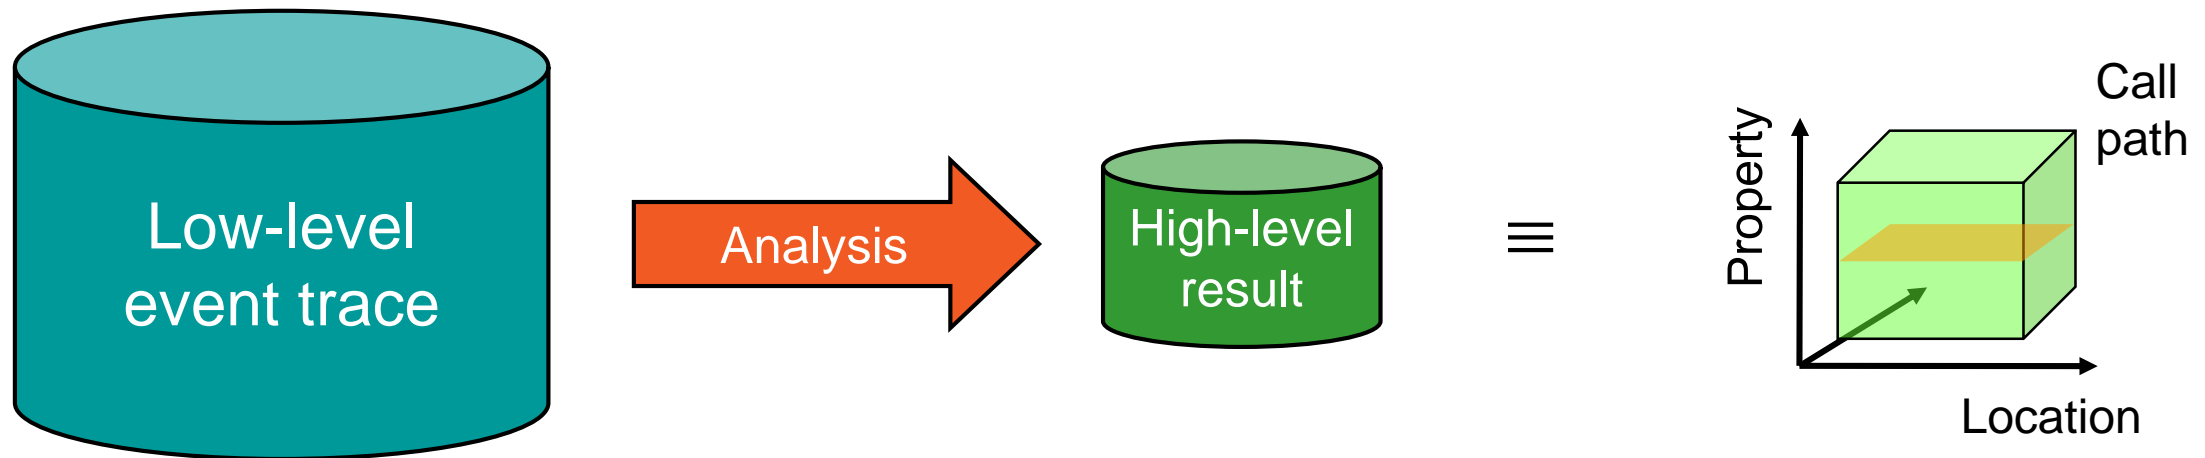 Low-level
event trace
Analysis
High-level
result
≡
Property
Call
path
Location